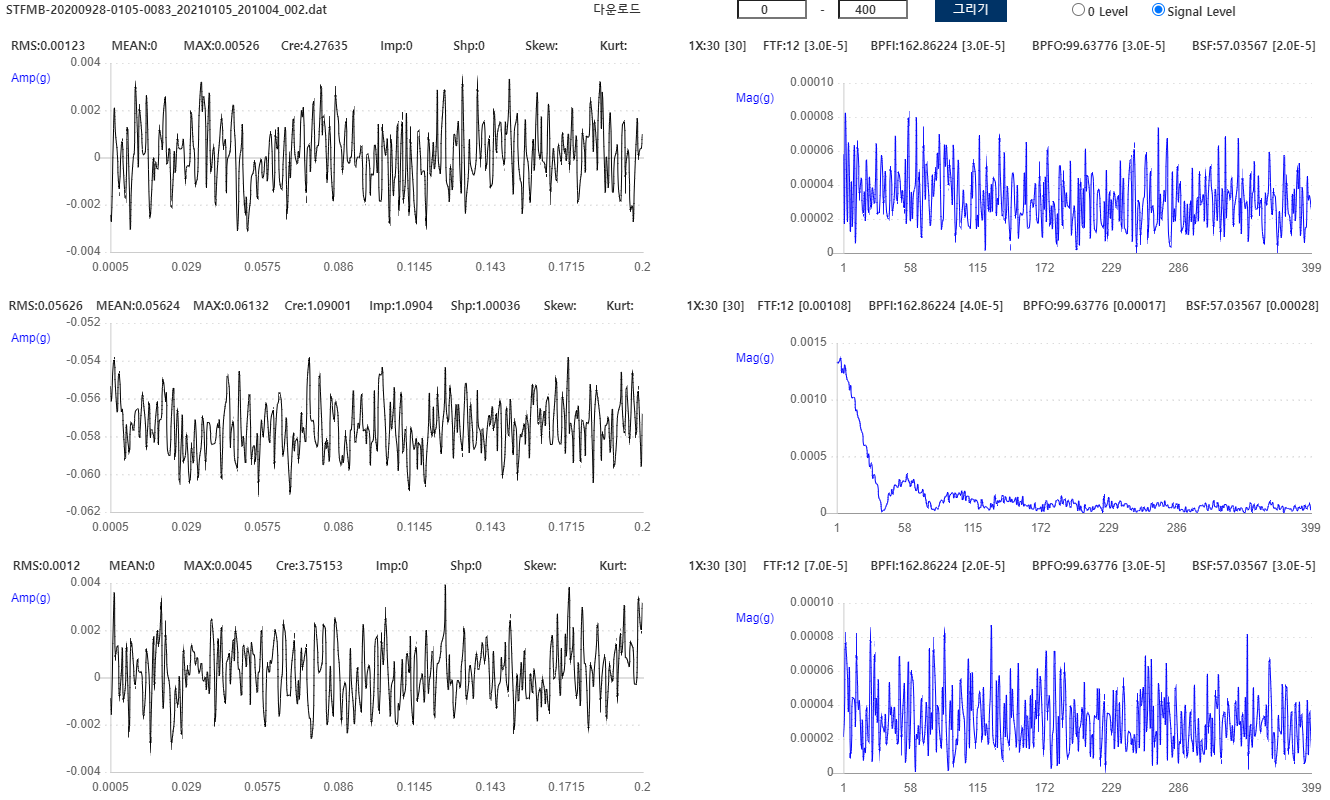 STFMB-20200928-0105-0083_20210105_201004_002.dat 다운로드 0 - 400 그리기 0 Level Signal Level
RMS:0.00123 MEAN:0 MAX:0.00526 Cre:4.27635 Imp:0 Shp:0 Skew: Kurt:
Amp(g)
0.004
0.002
0
-0.002
-0.004
0.0005 0.029 0.0575 0.086 0.1145 0.143 0.1715 0.2
1X:30 [30] FTF:12 [3.0E-5] BPFI:162.86224 [3.0E-5] BPFO:99.63776 [3.0E-5] BSF:57.03567 [2.0E-5]
Mag(g)
0.00010
0.00008
0.00006
0.00004
0.00002
0
1 58 115 172 229 286 399
RMS:0.05626 MEAN:0.05624 MAX:0.06132 Cre:1.09001 Imp:1.0904 Shp:1.00036 Skew: Kurt:
Amp(g)
-0.052
-0.054
-0.056
-0.058
-0.060
-0.062
0.0005 0.029 0.0575 0.086 0.1145 0.143 0.1715 0.2
1X:30 [30] FTF:12 [0.00108] BPFI:162.86224 [4.0E-5] BPFO:99.63776 [0.00017] BSF:57.03567 [0.00028]
Mag(g)
0.0015
0.0010
0.0005
0
1 58 115 172 229 286 399
RMS:0.0012 MEAN:0 MAX:0.0045 Cre:3.75153 Imp:0 Shp:0 Skew: Kurt:
Amp(g)
0.004
0.002
0
-0.002
-0.004
0.0005 0.029 0.0575 0.086 0.1145 0.143 0.1715 0.2
1X:30 [30] FTF:12 [7.0E-5] BPFI:162.86224 [2.0E-5] BPFO:99.63776 [3.0E-5] BSF:57.03567 [3.0E-5]
Mag(g)
0.00010
0.00008
0.00006
0.00004
0.00002
0
1 58 115 172 229 286 399